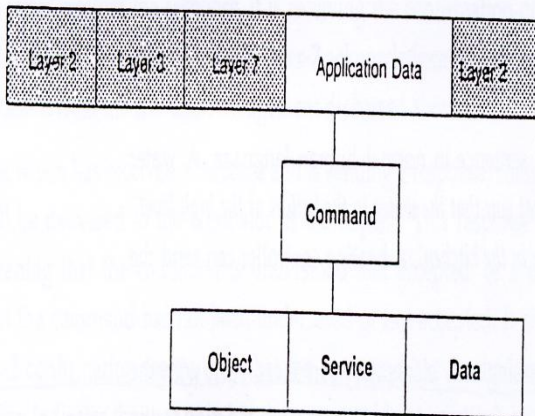 Layer 2 Layer 3 Layer 7 Application Data Layer 2
Command
Object Service Data